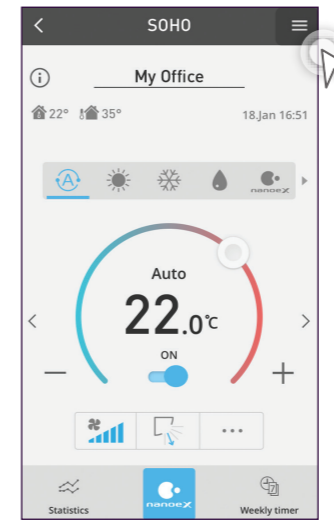 SOHO
My Office
22° 35° 18.Jan 16:51
A nanoeX
Auto
22.0°C
ON
nanoeX
Statistics Weekly timer